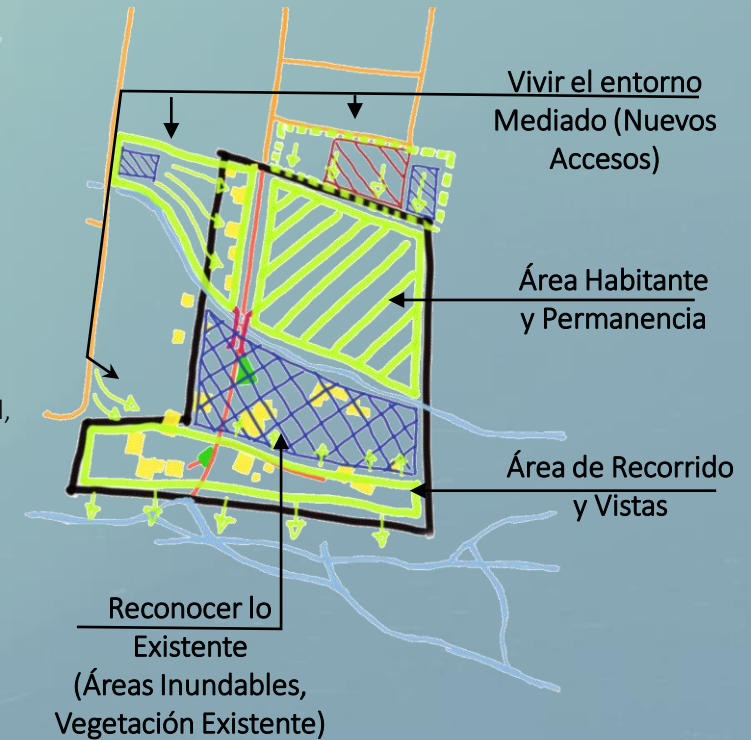 Vivir el entorno
Mediado (Nuevos
Accesos)
Área Habitante
y Permanencia
Área de Recorrido
y Vistas
Reconocer lo
Existente
(Áreas Inundables,
Vegetación Existente)